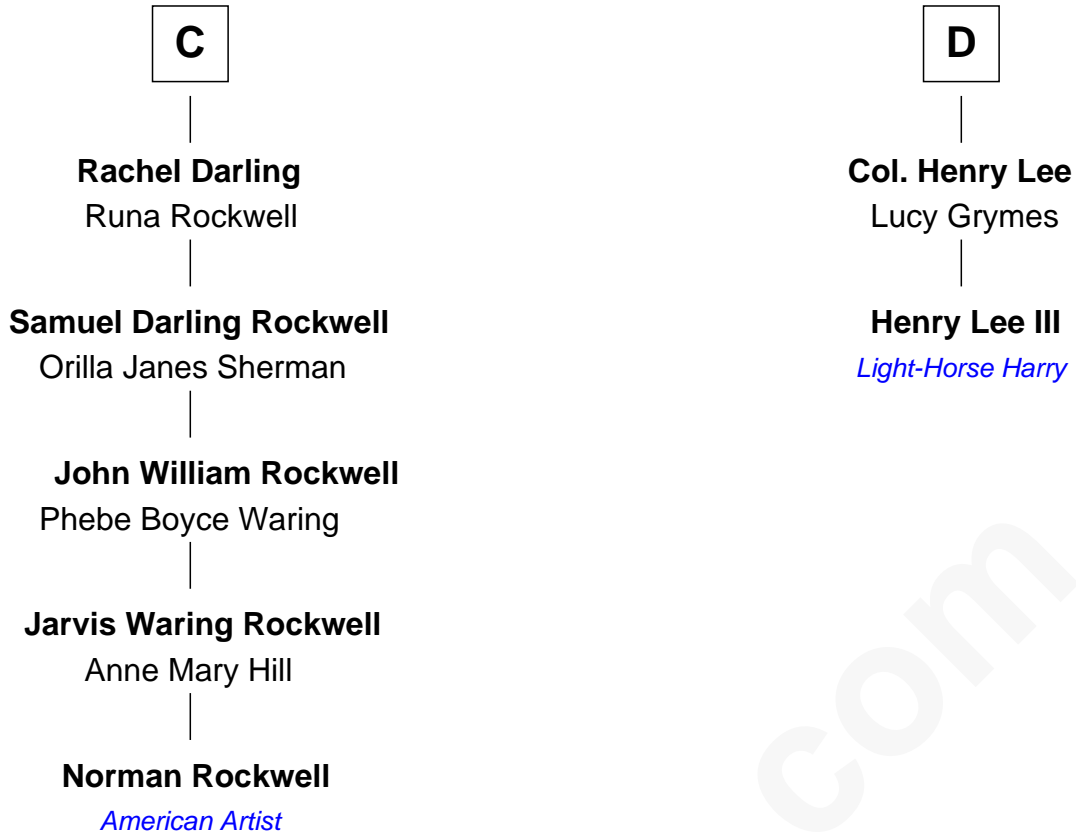 C
Rachel Darling
Runa Rockwell
Samuel Darling Rockwell
Orilla Janes Sherman
John William Rockwell
Phebe Boyce Waring
Jarvis Waring Rockwell
Anne Mary Hill
Norman Rockwell
American Artist
D
Col. Henry Lee
Lucy Grymes
Henry Lee III
Light-Horse Harry
com